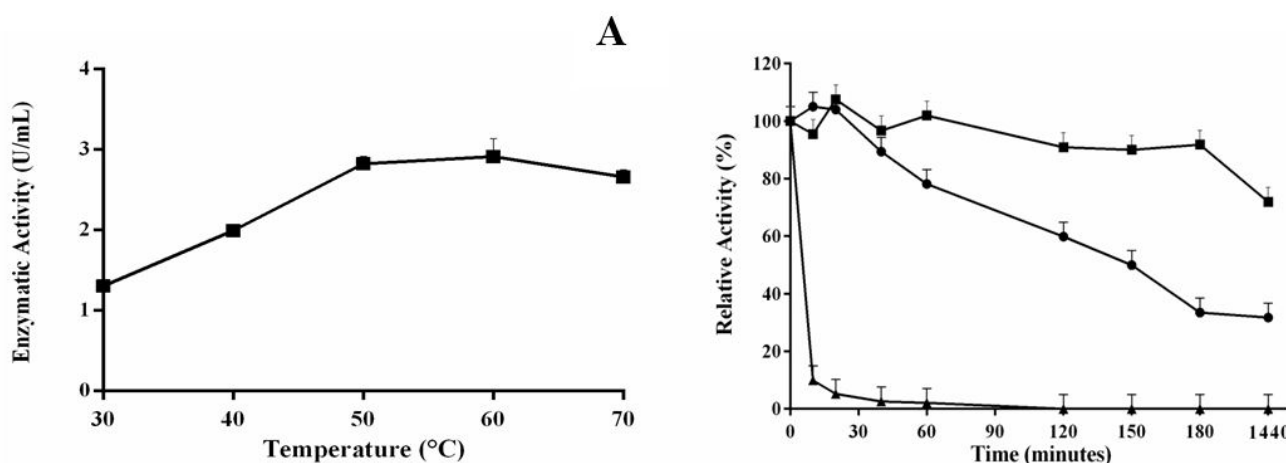 A
Enzymatic Activity (U/mL)
4
3
2
1
0
30 40 50 60 70
Temperature (°C)
Relative Activity (%)
120
100
80
60
40
20
0
0 30 60 90 120 150 180 1440
Time (minutes)